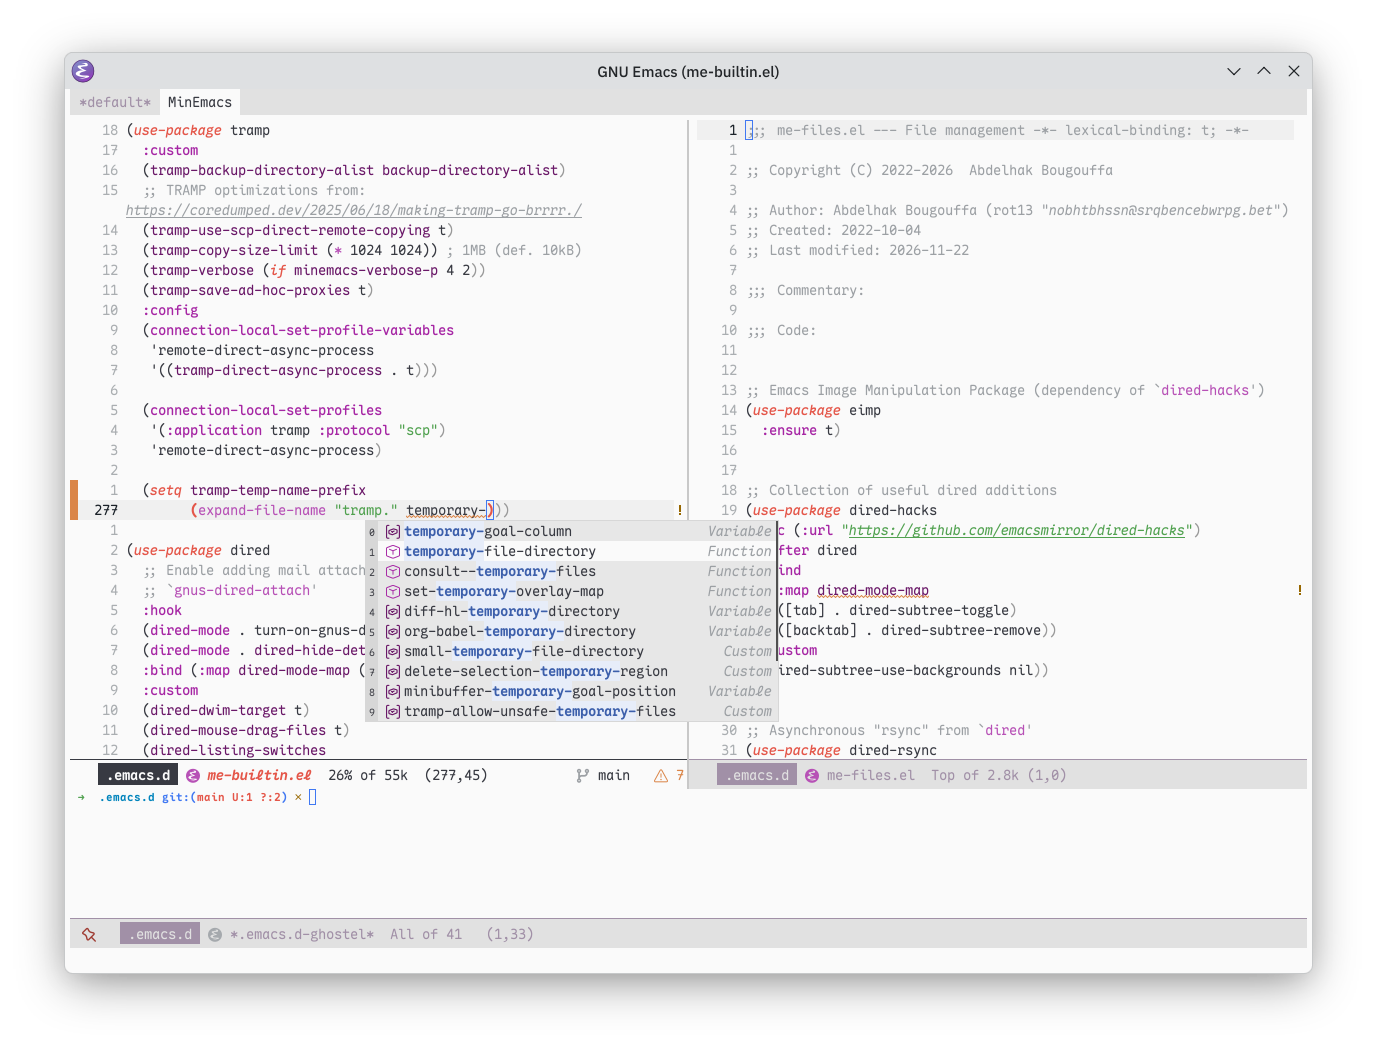 GNU Emacs (me-builtin.el)
*default* MinEmacs
18 (use-package tramp
17 :custom
16 (tramp-backup-directory-alist backup-directory-alist)
15 ;; TRAMP optimizations from:
https://coredumped.dev/2025/06/18/making-tramp-go-brrrr./
14 (tramp-use-scp-direct-remote-copying t)
13 (tramp-copy-size-limit (* 1024 1024)) ; 1MB (def. 10kB)
12 (tramp-verbose (if minemacs-verbose-p 4 2))
11 (tramp-save-ad-hoc-proxies t)
10 :config
9 (connection-local-set-profile-variables
8 'remote-direct-async-process
7 '((tramp-direct-async-process . t)))
6
5 (connection-local-set-profiles
4 '(:application tramp :protocol "scp")
3 'remote-direct-async-process)
2
1 (setq tramp-temp-name-prefix
277 (expand-file-name "tramp." temporary-))) !
1
2 (use-package dired
3 ;; Enable adding mail attach
4 ;; `gnus-dired-attach'
5 :hook
6 (dired-mode . turn-on-gnus-d
7 (dired-mode . dired-hide-det
8 :bind (:map dired-mode-map (
9 :custom
10 (dired-dwim-target t)
11 (dired-mouse-drag-files t)
12 (dired-listing-switches
0 temporary-goal-column Variable
1 temporary-file-directory Function
2 consult--temporary-files Function
3 set-temporary-overlay-map Function
4 diff-hl-temporary-directory Variable
5 org-babel-temporary-directory Variable
6 small-temporary-file-directory Custom
7 delete-selection-temporary-region Custom
8 minibuffer-temporary-goal-position Variable
9 tramp-allow-unsafe-temporary-files Custom
1 ;;; me-files.el --- File management -*- lexical-binding: t; -*-
1
2 ;; Copyright (C) 2022-2026 Abdelhak Bougouffa
3
4 ;; Author: Abdelhak Bougouffa (rot13 "nobhtbhssn@srqbencebwrpg.bet")
5 ;; Created: 2022-10-04
6 ;; Last modified: 2026-11-22
7
8 ;;; Commentary:
9
10 ;;; Code:
11
12
13 ;; Emacs Image Manipulation Package (dependency of `dired-hacks')
14 (use-package eimp
15 :ensure t)
16
17
18 ;; Collection of useful dired additions
19 (use-package dired-hacks
c (:url "https://github.com/emacsmirror/dired-hacks")
fter dired
ind
:map dired-mode-map !
([tab] . dired-subtree-toggle)
([backtab] . dired-subtree-remove))
ustom
ired-subtree-use-backgrounds nil))
30 ;; Asynchronous "rsync" from `dired'
31 (use-package dired-rsync
.emacs.d me-builtin.el 26% of 55k (277,45) main 7
.emacs.d me-files.el Top of 2.8k (1,0)
➜ .emacs.d git:(main U:1 ?:2) ×
.emacs.d *.emacs.d-ghostel* All of 41 (1,33)